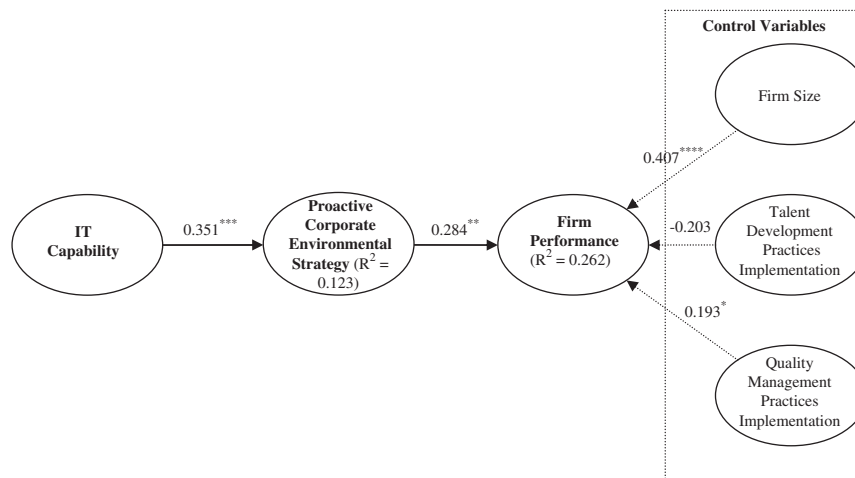 Control Variables
Firm Size
0.407****
IT
Capability
0.351***
Proactive
Corporate
Environmental
Strategy (R² =
0.123)
0.284**
Firm
Performance
(R² = 0.262)
-0.203
Talent
Development
Practices
Implementation
0.193*
Quality
Management
Practices
Implementation